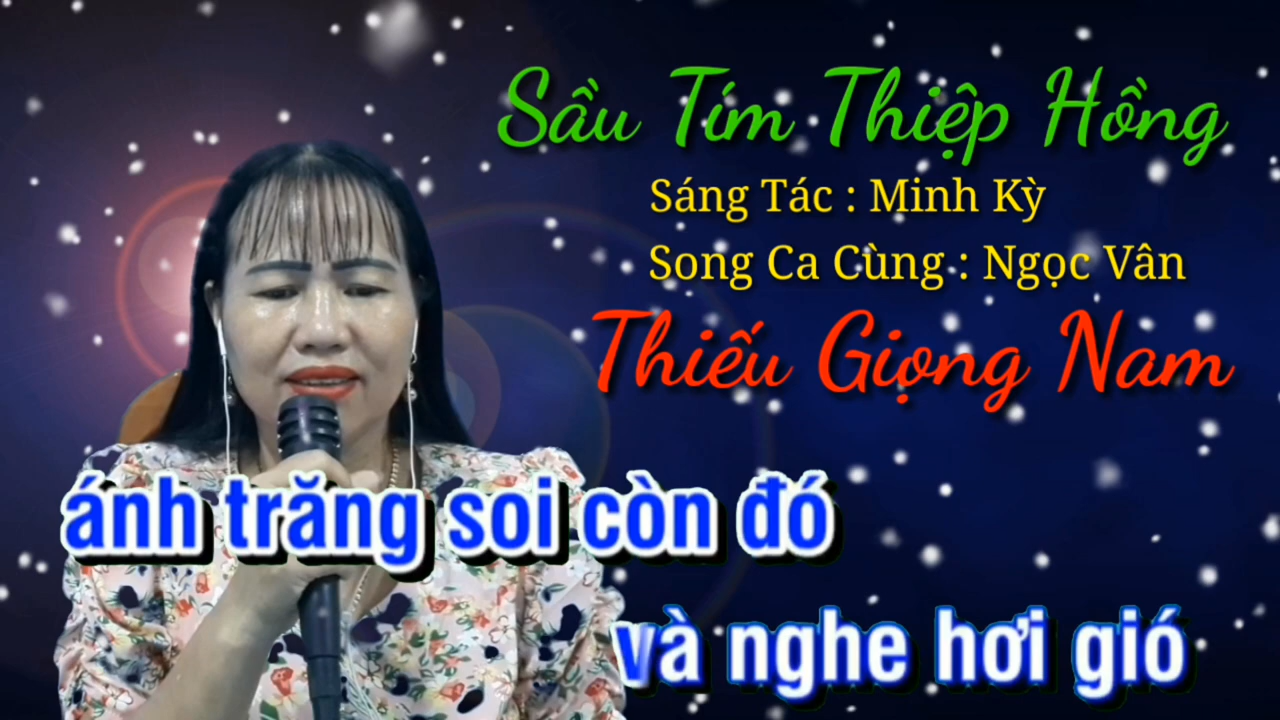 Sầu Tím Thiệp Hồng
Sáng Tác : Minh Kỳ
Song Ca Cùng : Ngọc Vân
Thiếu Giọng Nam
ánh trăng soi còn đó
và nghe hơi gió